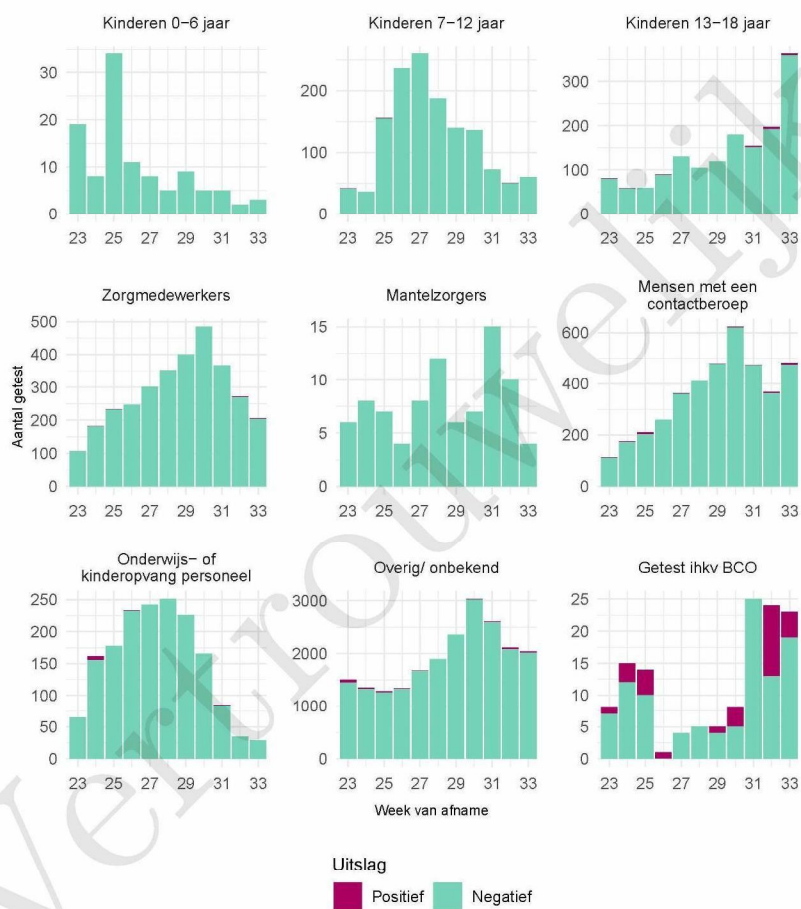 Kinderen 0−6 jaar
Kinderen 7−12 jaar
Kinderen 13−18 jaar
30
20
10
0
23 25 27 29 31 33
200
100
0
23 25 27 29 31 33
300
200
100
0
23 25 27 29 31 33
Zorgmedewerkers
Mantelzorgers
Mensen met een
contactberoep
Aantal getest
500
400
300
200
100
0
23 25 27 29 31 33
15
10
5
0
23 25 27 29 31 33
600
400
200
0
23 25 27 29 31 33
Onderwijs− of
kinderopvang personeel
Overig/ onbekend
Getest ihkv BCO
250
200
150
100
50
0
23 25 27 29 31 33
3000
2000
1000
0
23 25 27 29 31 33
25
20
15
10
5
0
23 25 27 29 31 33
Week van afname
Uitslag
Positief Negatief
Vertrouwelijk